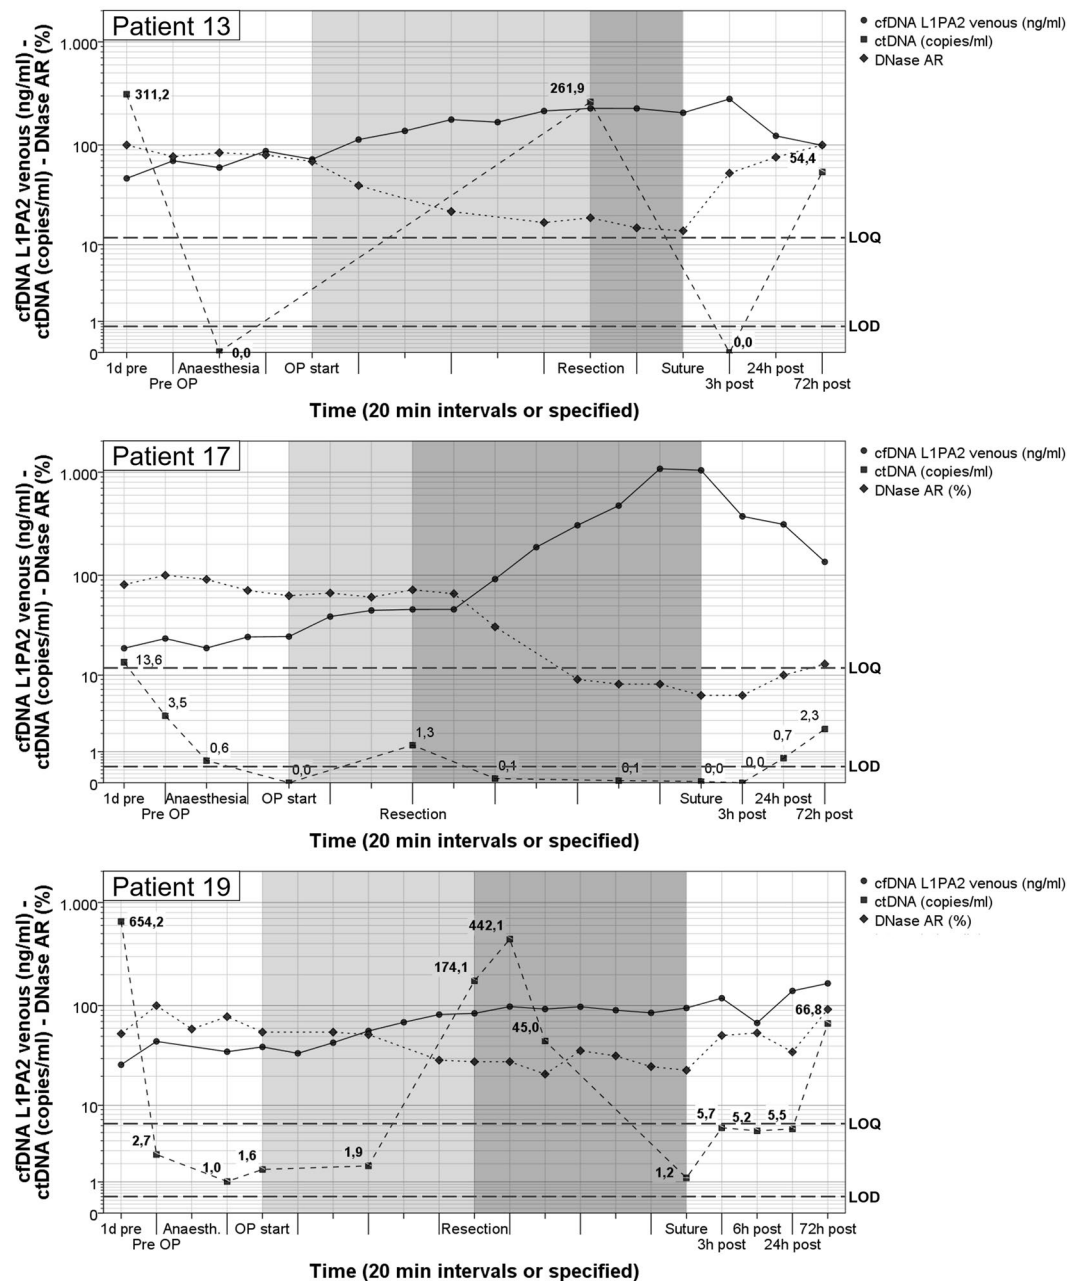 Patient 13
cfDNA L1PA2 venous (ng/ml) -
ctDNA (copies/ml) - DNase AR (%)
1.000
100
10
1
0
311,2
0,0
261,9
0,0
54,4
LOQ
LOD
cfDNA L1PA2 venous (ng/ml)
ctDNA (copies/ml)
DNase AR
1d pre
Pre OP
Anaesthesia
OP start
Resection
Suture
3h post
24h post
72h post
Time (20 min intervals or specified)
Patient 17
cfDNA L1PA2 venous (ng/ml) -
ctDNA (copies/ml) - DNase AR (%)
1.000
100
10
1
0
13,6
3,5
0,6
0,0
1,3
0,1
0,1
0,0
0,0
0,7
2,3
LOQ
LOD
cfDNA L1PA2 venous (ng/ml)
ctDNA (copies/ml)
DNase AR (%)
1d pre
Pre OP
Anaesthesia
OP start
Resection
Suture
3h post
24h post
72h post
Time (20 min intervals or specified)
Patient 19
cfDNA L1PA2 venous (ng/ml) -
ctDNA (copies/ml) - DNase AR (%)
1.000
100
10
1
0
654,2
2,7
1,0
1,6
1,9
174,1
442,1
45,0
1,2
5,7
5,2
5,5
66,8
LOQ
LOD
cfDNA L1PA2 venous (ng/ml)
ctDNA (copies/ml)
DNase AR (%)
1d pre
Pre OP
Anaesth.
OP start
Resection
Suture
3h post
6h post
24h post
72h post
Time (20 min intervals or specified)